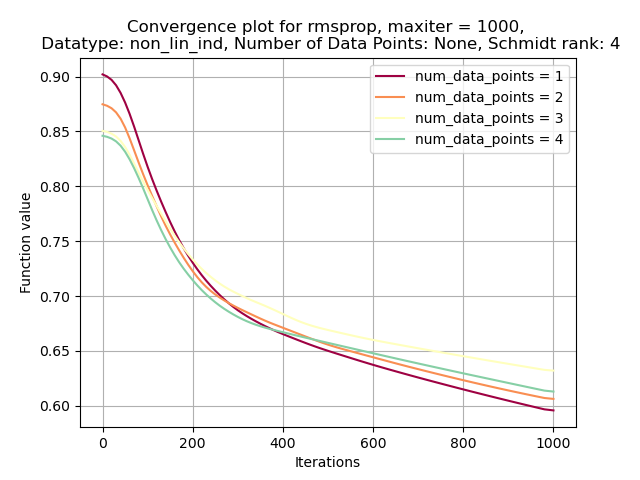 Convergence plot for rmsprop, maxiter = 1000,
Datatype: non_lin_ind, Number of Data Points: None, Schmidt rank: 4
num_data_points = 1
num_data_points = 2
num_data_points = 3
num_data_points = 4
Function value
0.90
0.85
0.80
0.75
0.70
0.65
0.60
0 200 400 600 800 1000
Iterations